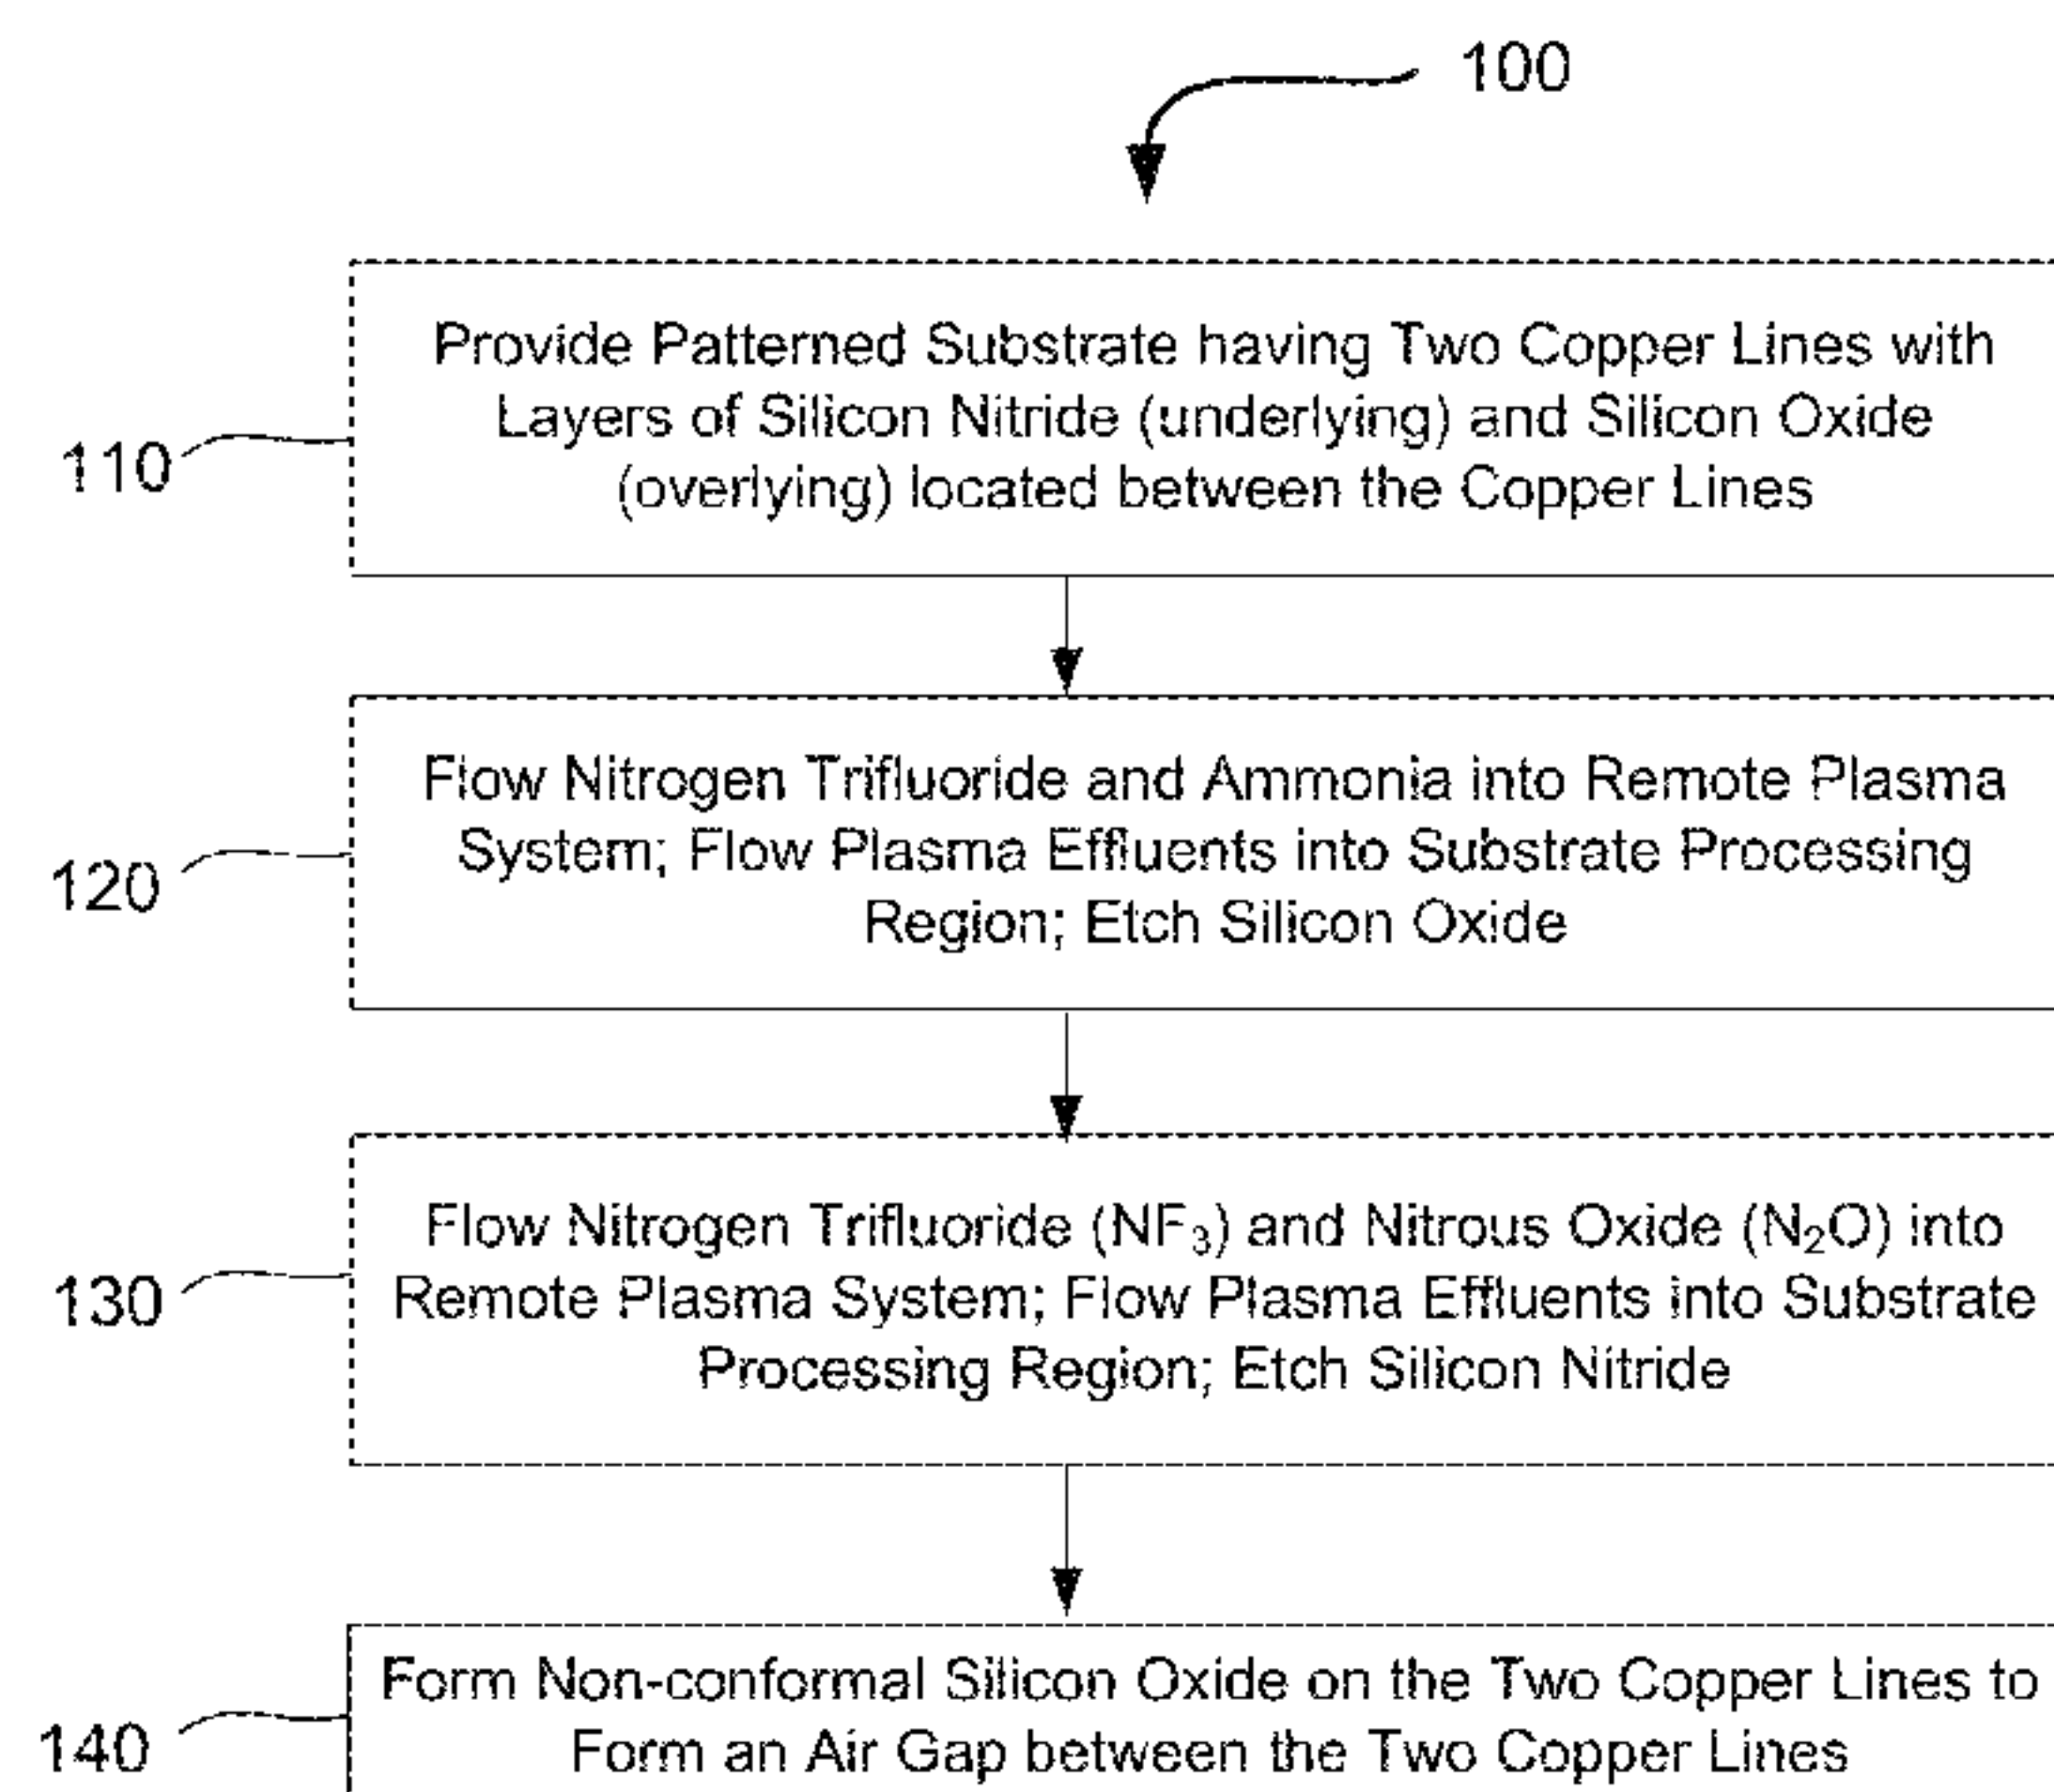 100
Provide Patterned Substrate having Two Copper Lines with
Layers of Silicon Nitride (underlying) and Silicon Oxide
(overlying) located between the Copper Lines
110
Flow Nitrogen Trifluoride and Ammonia into Remote Plasma
System; Flow Plasma Effluents into Substrate Processing
Region; Etch Silicon Oxide
120
Flow Nitrogen Trifluoride (NF₃) and Nitrous Oxide (N₂O) into
Remote Plasma System; Flow Plasma Effluents into Substrate
Processing Region; Etch Silicon Nitride
130
Form Non-conformal Silicon Oxide on the Two Copper Lines to
Form an Air Gap between the Two Copper Lines
140